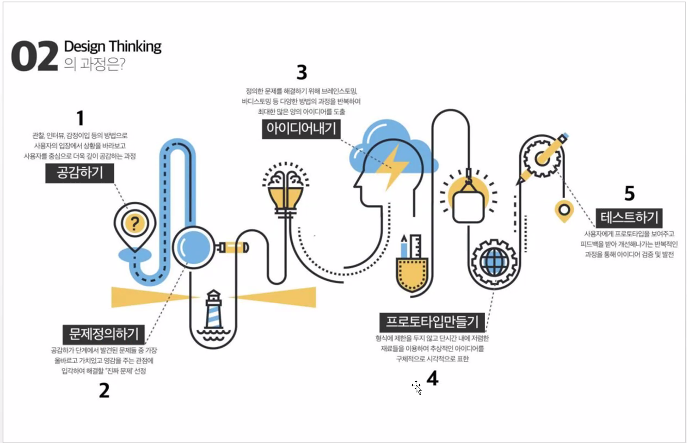 02 Design Thinking
의 과정은?
1
관찰, 인터뷰, 감정이입 등의 방법으로
사용자의 입장에서 상황을 바라보고
사용자를 중심으로 더욱 깊이 공감하는 과정
공감하기
문제정의하기
공감하기 단계에서 발견된 문제들 중 가장
올바르고 가치있고 영감을 주는 관점에
입각하여 해결할 "진짜 문제" 선정
2
3
정의한 문제를 해결하기 위해 브레인스토밍,
바디스토밍 등 다양한 방법의 과정을 반복하여
최대한 많은 양의 아이디어를 도출
아이디어내기
?
프로토타입만들기
형식에 제한을 두지 않고 단시간 내에 저렴한
재료들을 이용하여 추상적인 아이디어를
구체적으로 시각적으로 표현
4
5
테스트하기
사용자에게 프로토타입을 보여주고
피드백을 받아 개선해나가는 반복적인
과정을 통해 아이디어 검증 및 발전